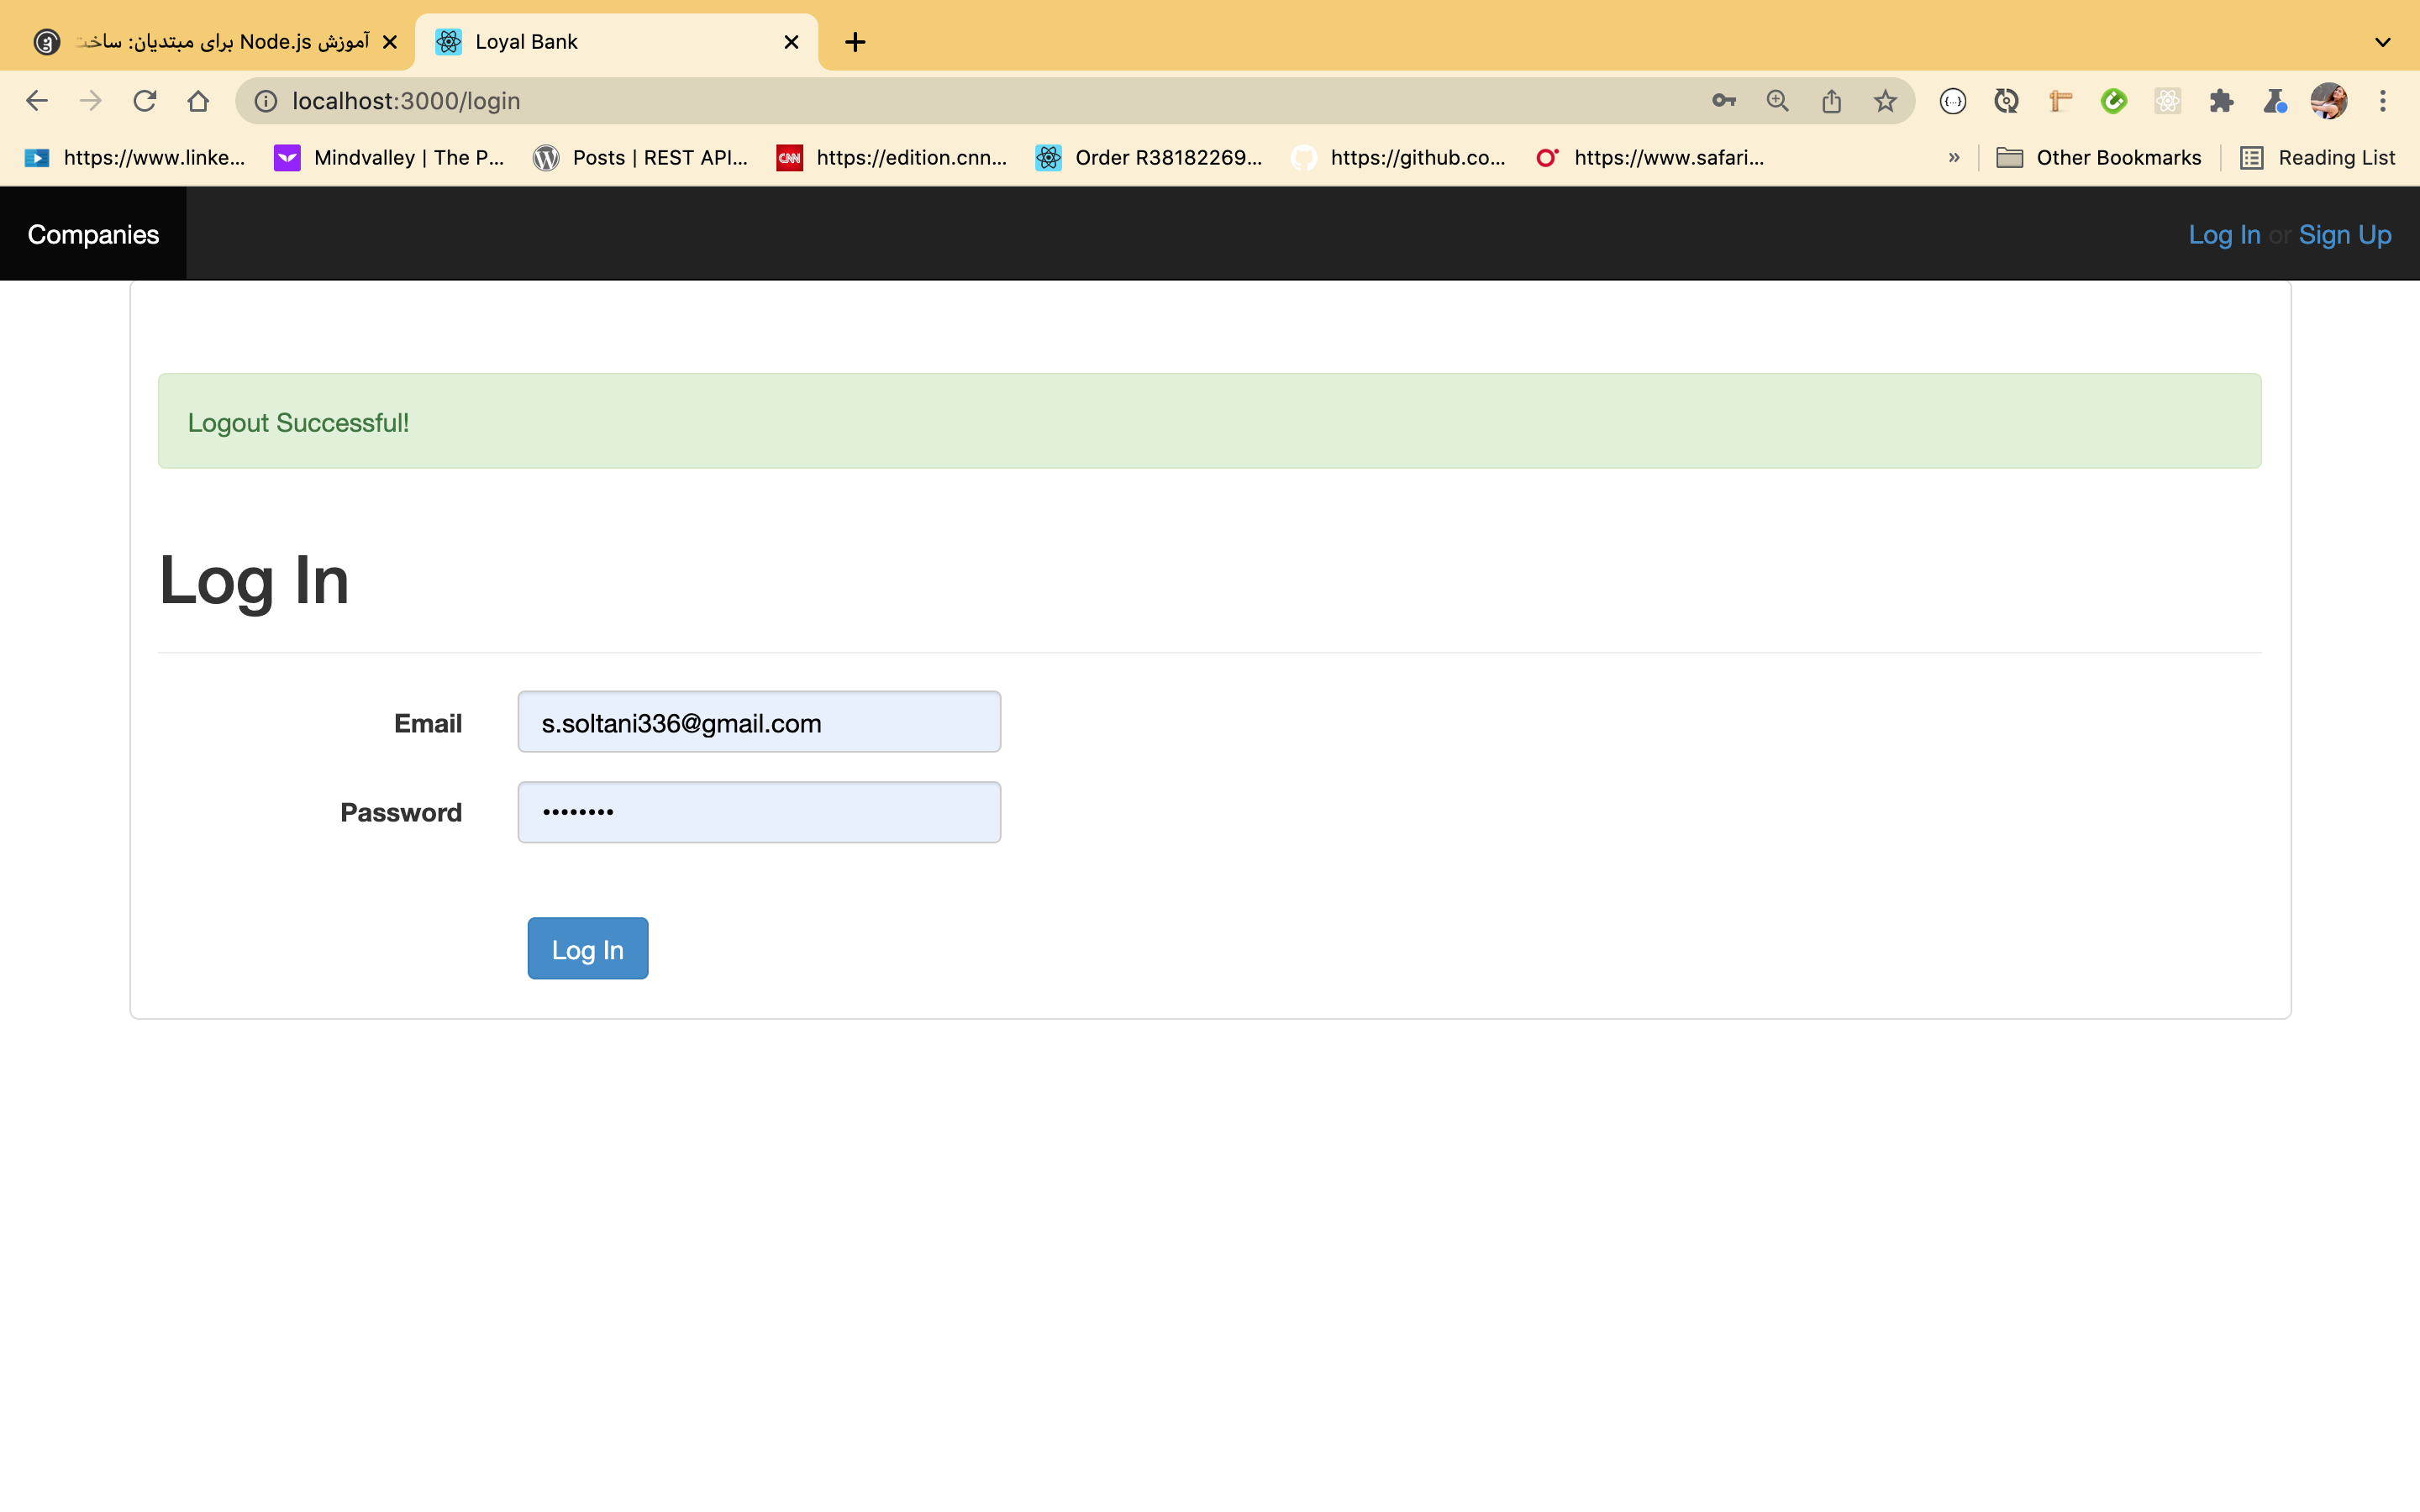 آموزش Node.js برای مبتدیان: ساخت
Loyal Bank
localhost:3000/login
https://www.linke...
Mindvalley | The P...
Posts | REST API...
CNN
https://edition.cnn...
Order R38182269...
https://github.co...
https://www.safari...
»
Other Bookmarks
Reading List
Companies
Log In or Sign Up
Logout Successful!
Log In
Email
s.soltani336@gmail.com
Password
••••••••
Log In